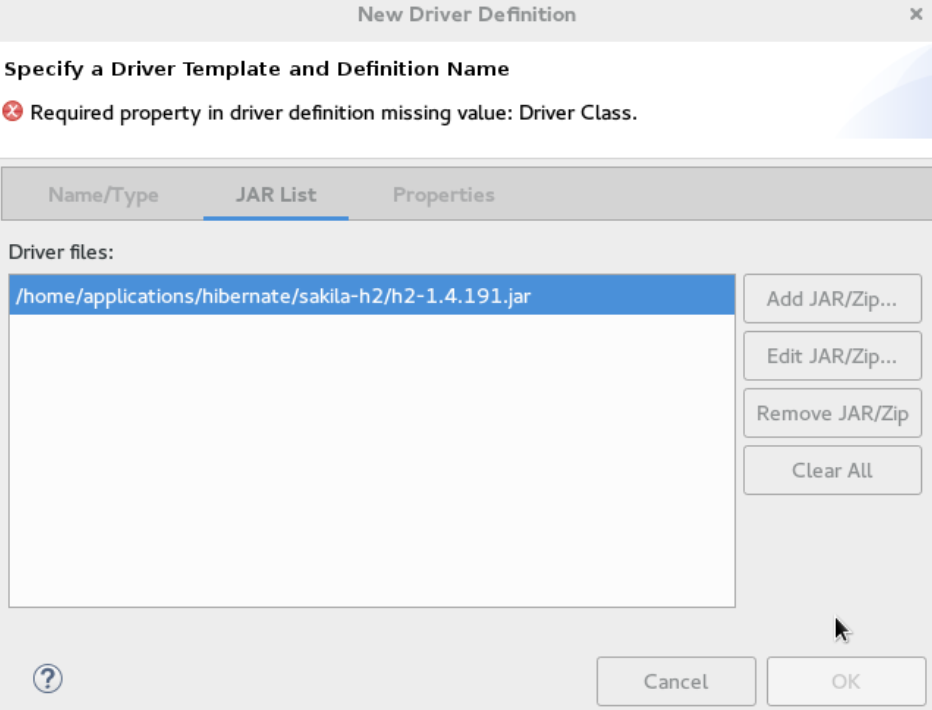 New Driver Definition
Specify a Driver Template and Definition Name
Required property in driver definition missing value: Driver Class.
Name/Type JAR List Properties
Driver files:
/home/applications/hibernate/sakila-h2/h2-1.4.191.jar
Add JAR/Zip...
Edit JAR/Zip...
Remove JAR/Zip
Clear All
?
Cancel OK